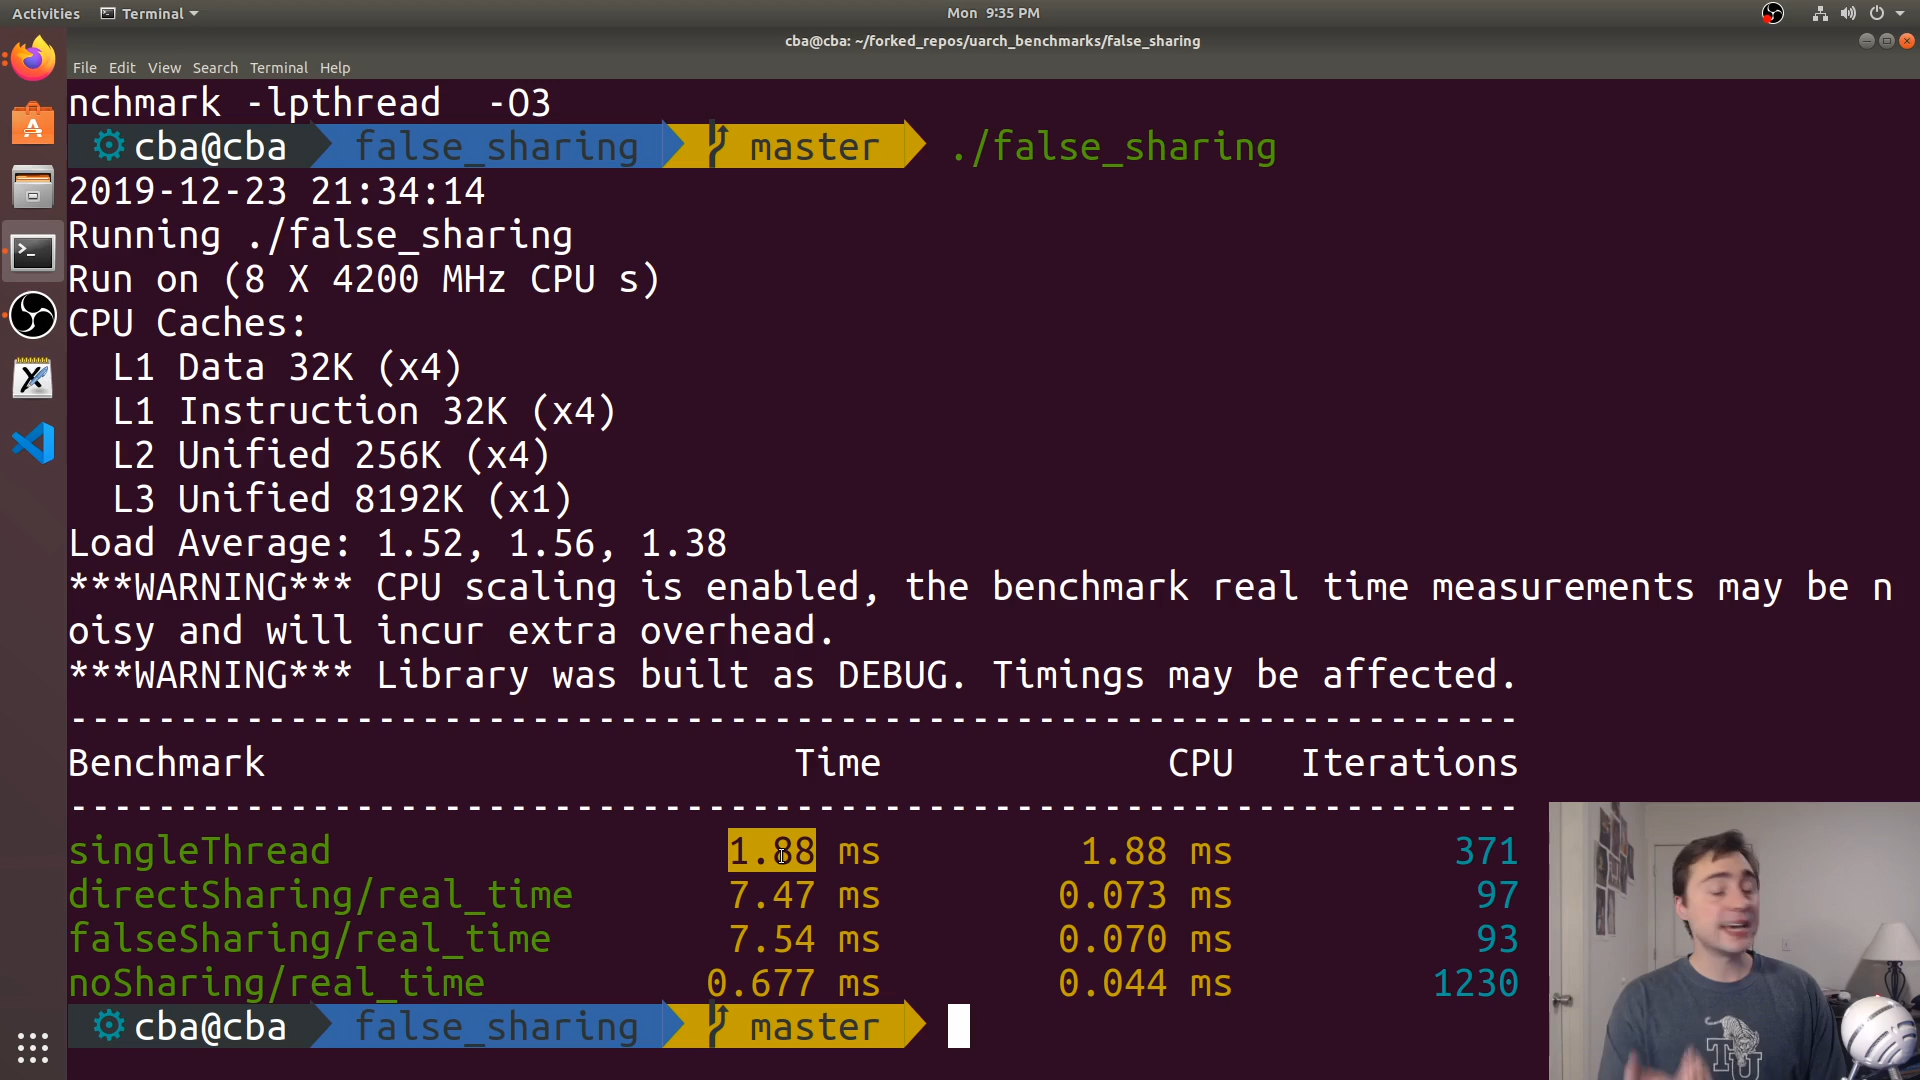 Activities Terminal Mon 9:35 PM
cba@cba: ~/forked_repos/uarch_benchmarks/false_sharing
File Edit View Search Terminal Help
nchmark -lpthread  -O3
cba@cba false_sharing master ./false_sharing
2019-12-23 21:34:14
Running ./false_sharing
Run on (8 X 4200 MHz CPU s)
CPU Caches:
L1 Data 32K (x4)
L1 Instruction 32K (x4)
L2 Unified 256K (x4)
L3 Unified 8192K (x1)
Load Average: 1.52, 1.56, 1.38
***WARNING*** CPU scaling is enabled, the benchmark real time measurements may be n
oisy and will incur extra overhead.
***WARNING*** Library was built as DEBUG. Timings may be affected.
------------------------------------------------------------------
Benchmark Time CPU Iterations
------------------------------------------------------------------
singleThread 1.88 ms 1.88 ms 371
directSharing/real_time 7.47 ms 0.073 ms 97
falseSharing/real_time 7.54 ms 0.070 ms 93
noSharing/real_time 0.677 ms 0.044 ms 1230
cba@cba false_sharing master
TU